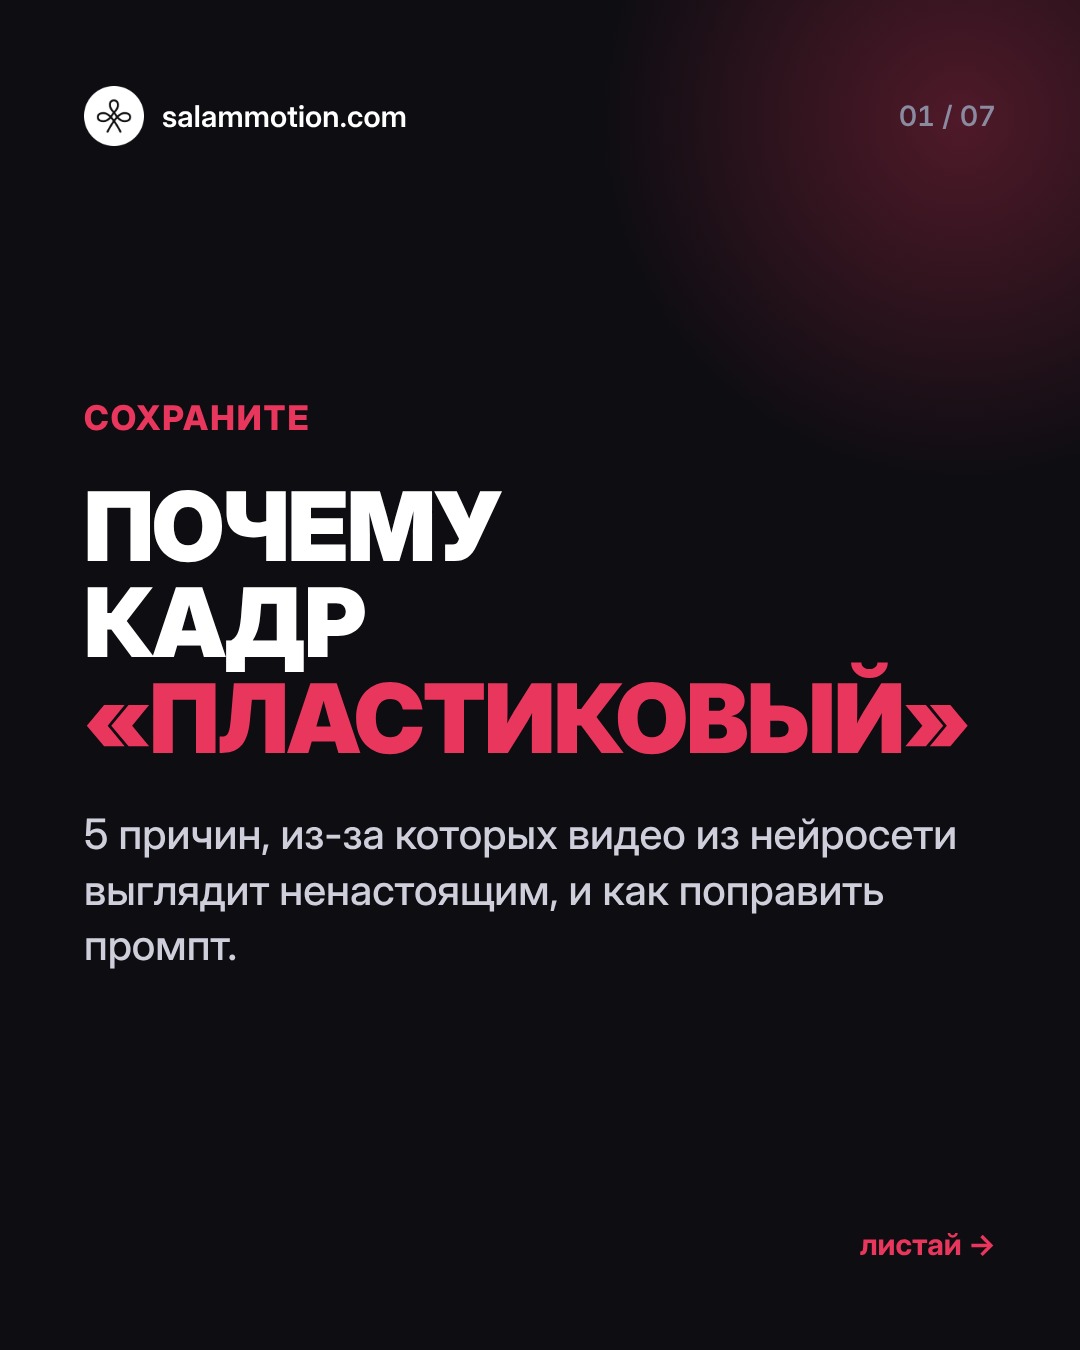 salammotion.com
01 / 07
СОХРАНИТЕ
ПОЧЕМУ
КАДР
«ПЛАСТИКОВЫЙ»
5 причин, из-за которых видео из нейросети
выглядит ненастоящим, и как поправить
промпт.
листай →